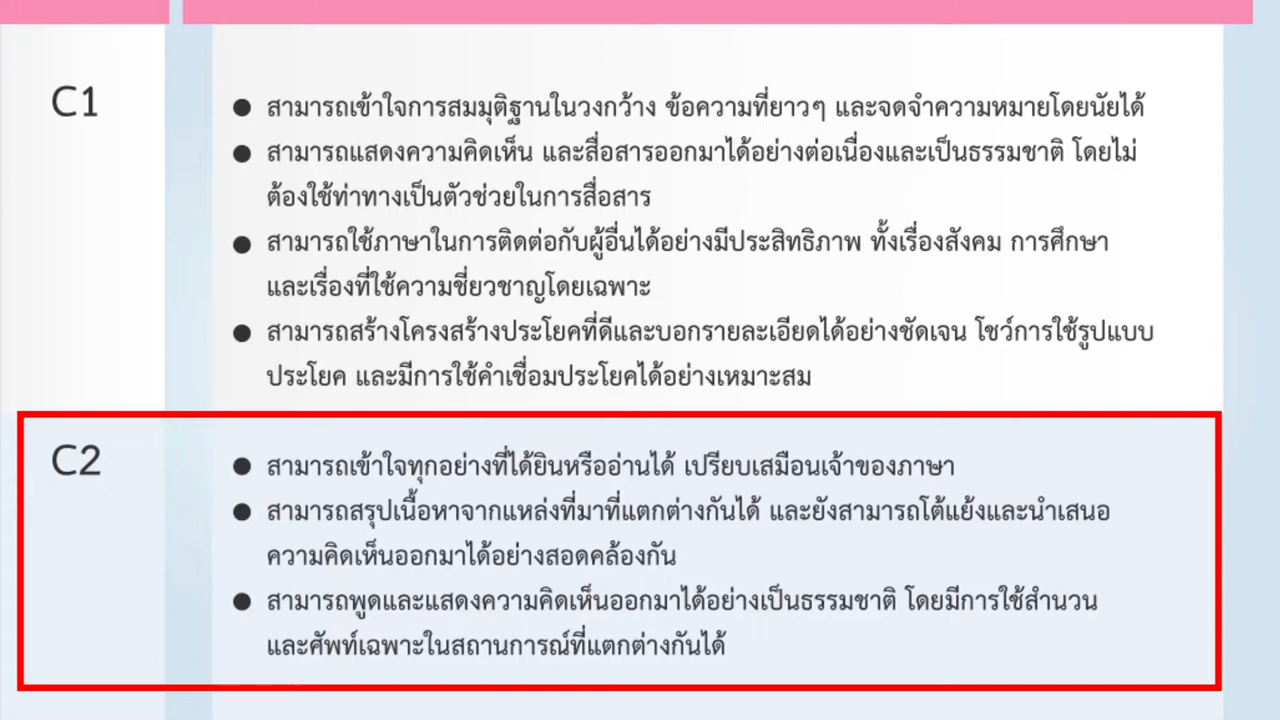 C1
● สามารถเข้าใจการสมมุติฐานในวงกว้าง ข้อความที่ยาวๆ และจดจำความหมายโดยนัยได้
● สามารถแสดงความคิดเห็น และสื่อสารออกมาได้อย่างต่อเนื่องและเป็นธรรมชาติ โดยไม่
ต้องใช้ท่าทางเป็นตัวช่วยในการสื่อสาร
● สามารถใช้ภาษาในการติดต่อกับผู้อื่นได้อย่างมีประสิทธิภาพ ทั้งเรื่องสังคม การศึกษา
และเรื่องที่ใช้ความชี่ยวชาญโดยเฉพาะ
● สามารถสร้างโครงสร้างประโยคที่ดีและบอกรายละเอียดได้อย่างชัดเจน โชว์การใช้รูปแบบ
ประโยค และมีการใช้คำเชื่อมประโยคได้อย่างเหมาะสม
C2
● สามารถเข้าใจทุกอย่างที่ได้ยินหรืออ่านได้ เปรียบเสมือนเจ้าของภาษา
● สามารถสรุปเนื้อหาจากแหล่งที่มาที่แตกต่างกันได้ และยังสามารถโต้แย้งและนำเสนอ
ความคิดเห็นออกมาได้อย่างสอดคล้องกัน
● สามารถพูดและแสดงความคิดเห็นออกมาได้อย่างเป็นธรรมชาติ โดยมีการใช้สำนวน
และศัพท์เฉพาะในสถานการณ์ที่แตกต่างกันได้